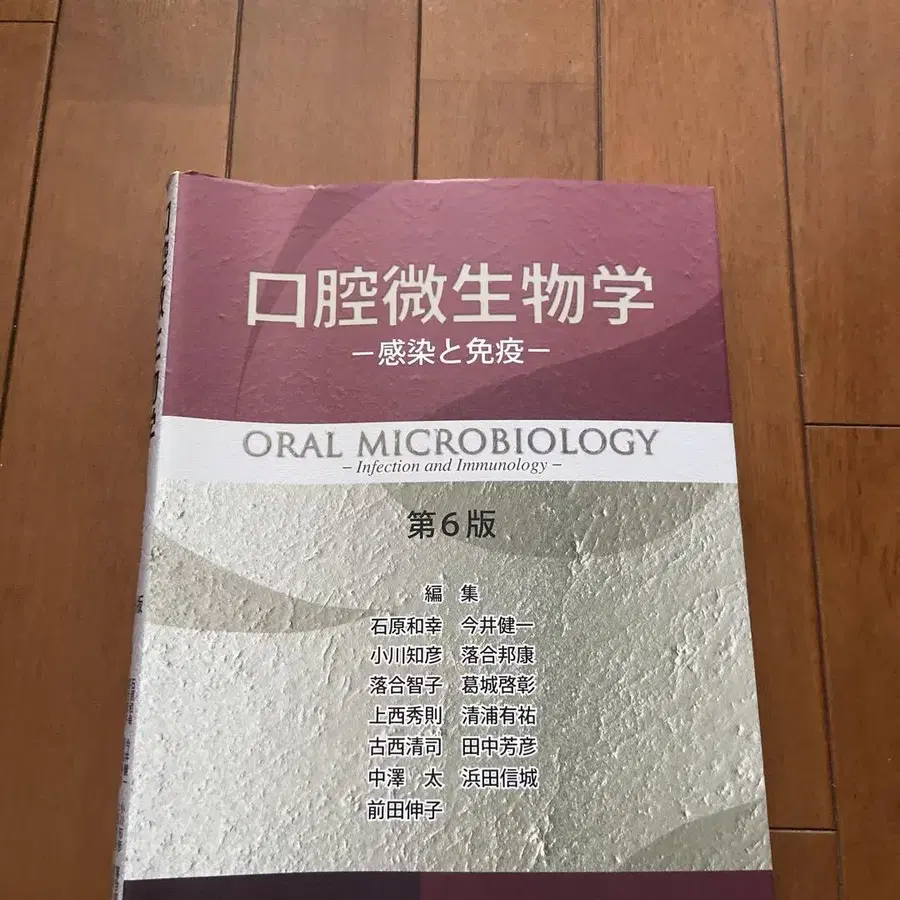 口腔微生物学
－感染と免疫－
ORAL MICROBIOLOGY
– Infection and Immunology –
第6版
編 集
石原和幸 今井健一
小川知彦 落合邦康
落合智子 葛城啓彰
上西秀則 清浦有祐
古西清司 田中芳彦
中澤 太 浜田信城
前田伸子